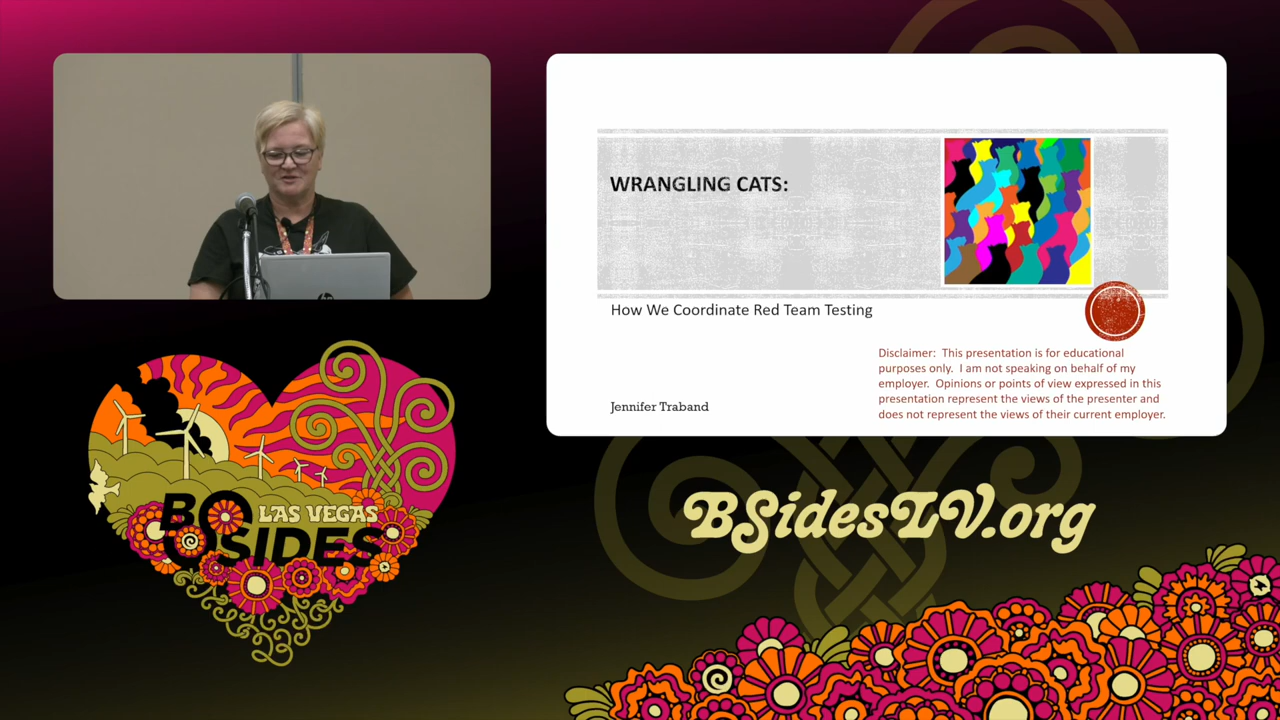 WRANGLING CATS:
How We Coordinate Red Team Testing
Disclaimer: This presentation is for educational
purposes only. I am not speaking on behalf of my
employer. Opinions or points of view expressed in this
presentation represent the views of the presenter and
does not represent the views of their current employer.
Jennifer Traband
hp
LAS VEGAS
BSIDES
BSidesLV.org